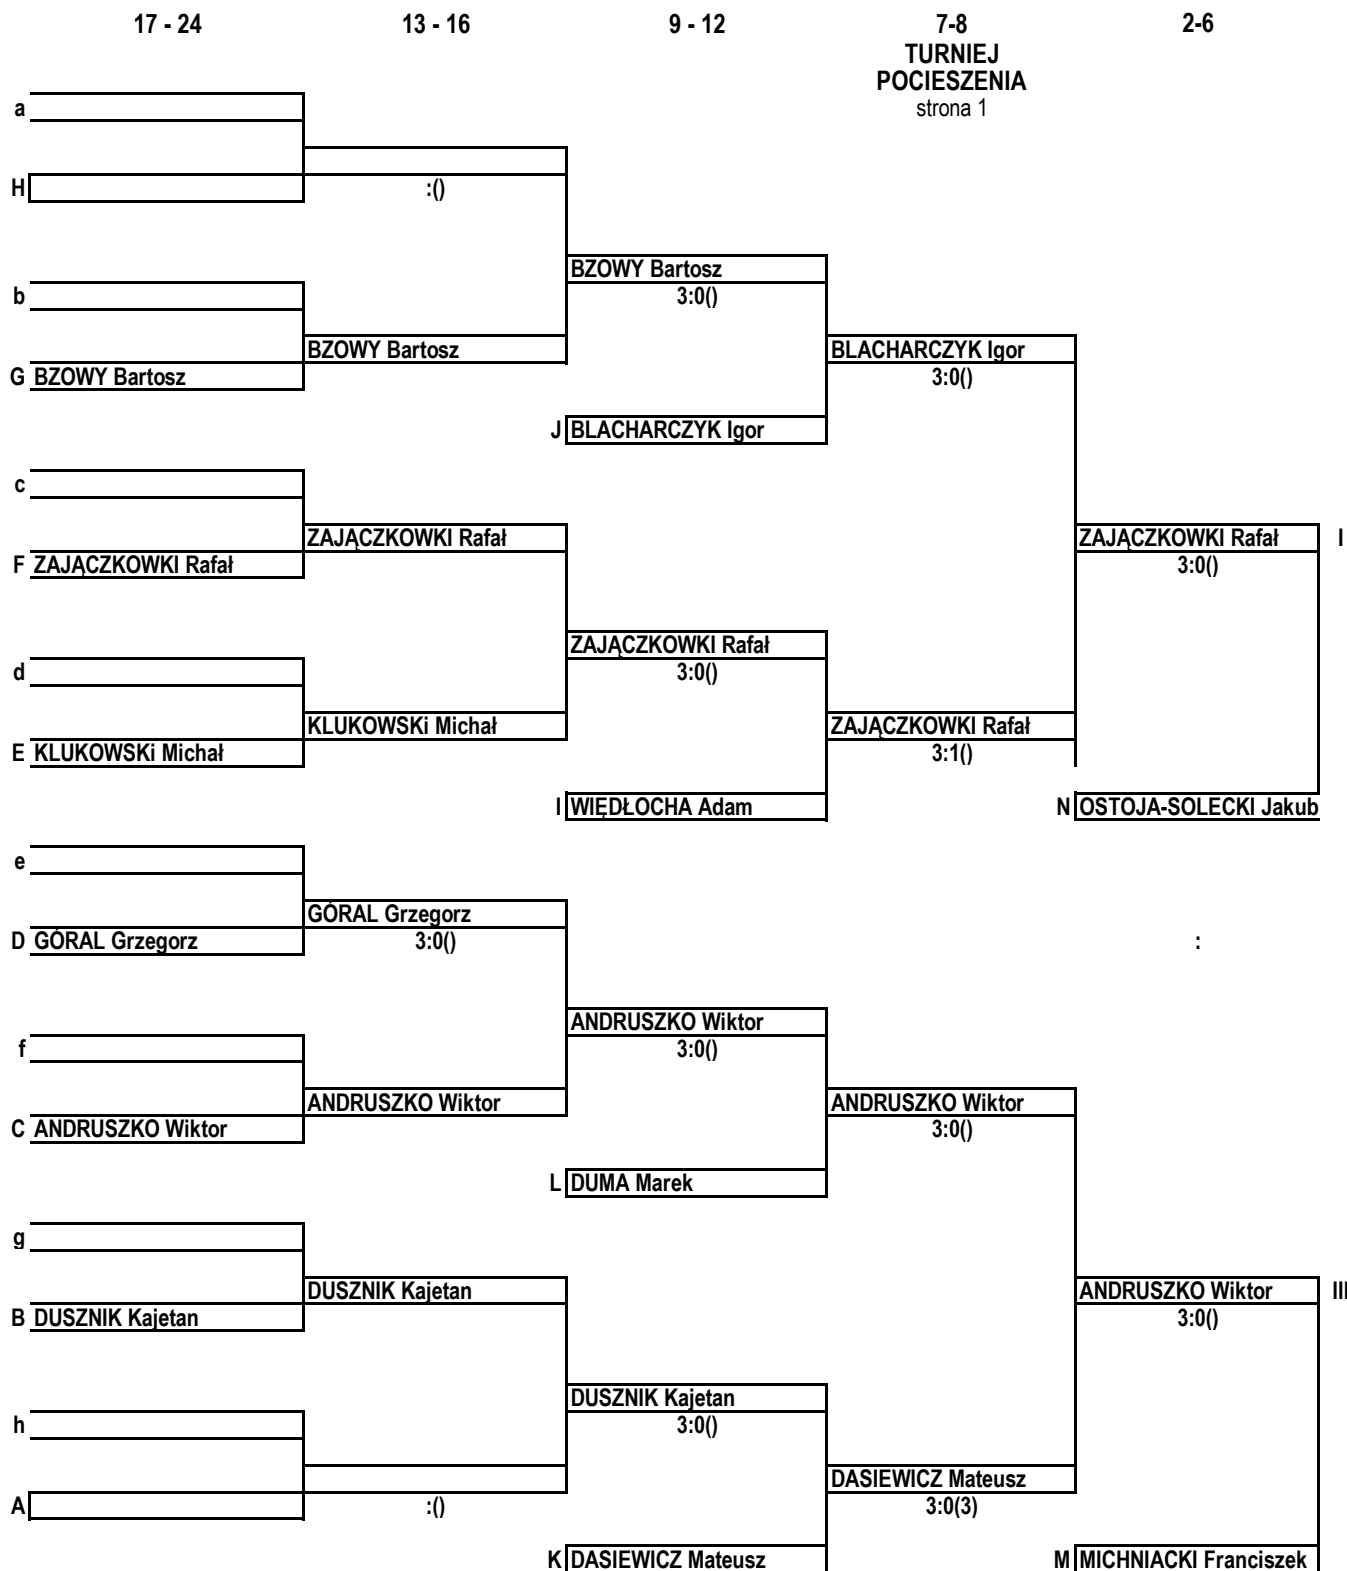 17 - 24 13 - 16 9 - 12 7-8 2-6
TURNIEJ
POCIESZENIA
strona 1
a
H :()
BZOWY Bartosz
b 3:0()
BZOWY Bartosz BLACHARCZYK Igor
G BZOWY Bartosz 3:0()
J BLACHARCZYK Igor
c
ZAJĄCZKOWKI Rafał ZAJĄCZKOWKI Rafał I
F ZAJĄCZKOWKI Rafał 3:0()
ZAJĄCZKOWKI Rafał
d 3:0()
KLUKOWSKi Michał ZAJĄCZKOWKI Rafał
E KLUKOWSKi Michał 3:1()
I WIĘDŁOCHA Adam N OSTOJA-SOLECKI Jakub
e
GÓRAL Grzegorz
D GÓRAL Grzegorz 3:0() :
ANDRUSZKO Wiktor
f 3:0()
ANDRUSZKO Wiktor ANDRUSZKO Wiktor
C ANDRUSZKO Wiktor 3:0()
L DUMA Marek
g
DUSZNIK Kajetan ANDRUSZKO Wiktor III
B DUSZNIK Kajetan 3:0()
DUSZNIK Kajetan
h 3:0()
DASIEWICZ Mateusz
A :() 3:0(3)
K DASIEWICZ Mateusz M MICHNIACKI Franciszek